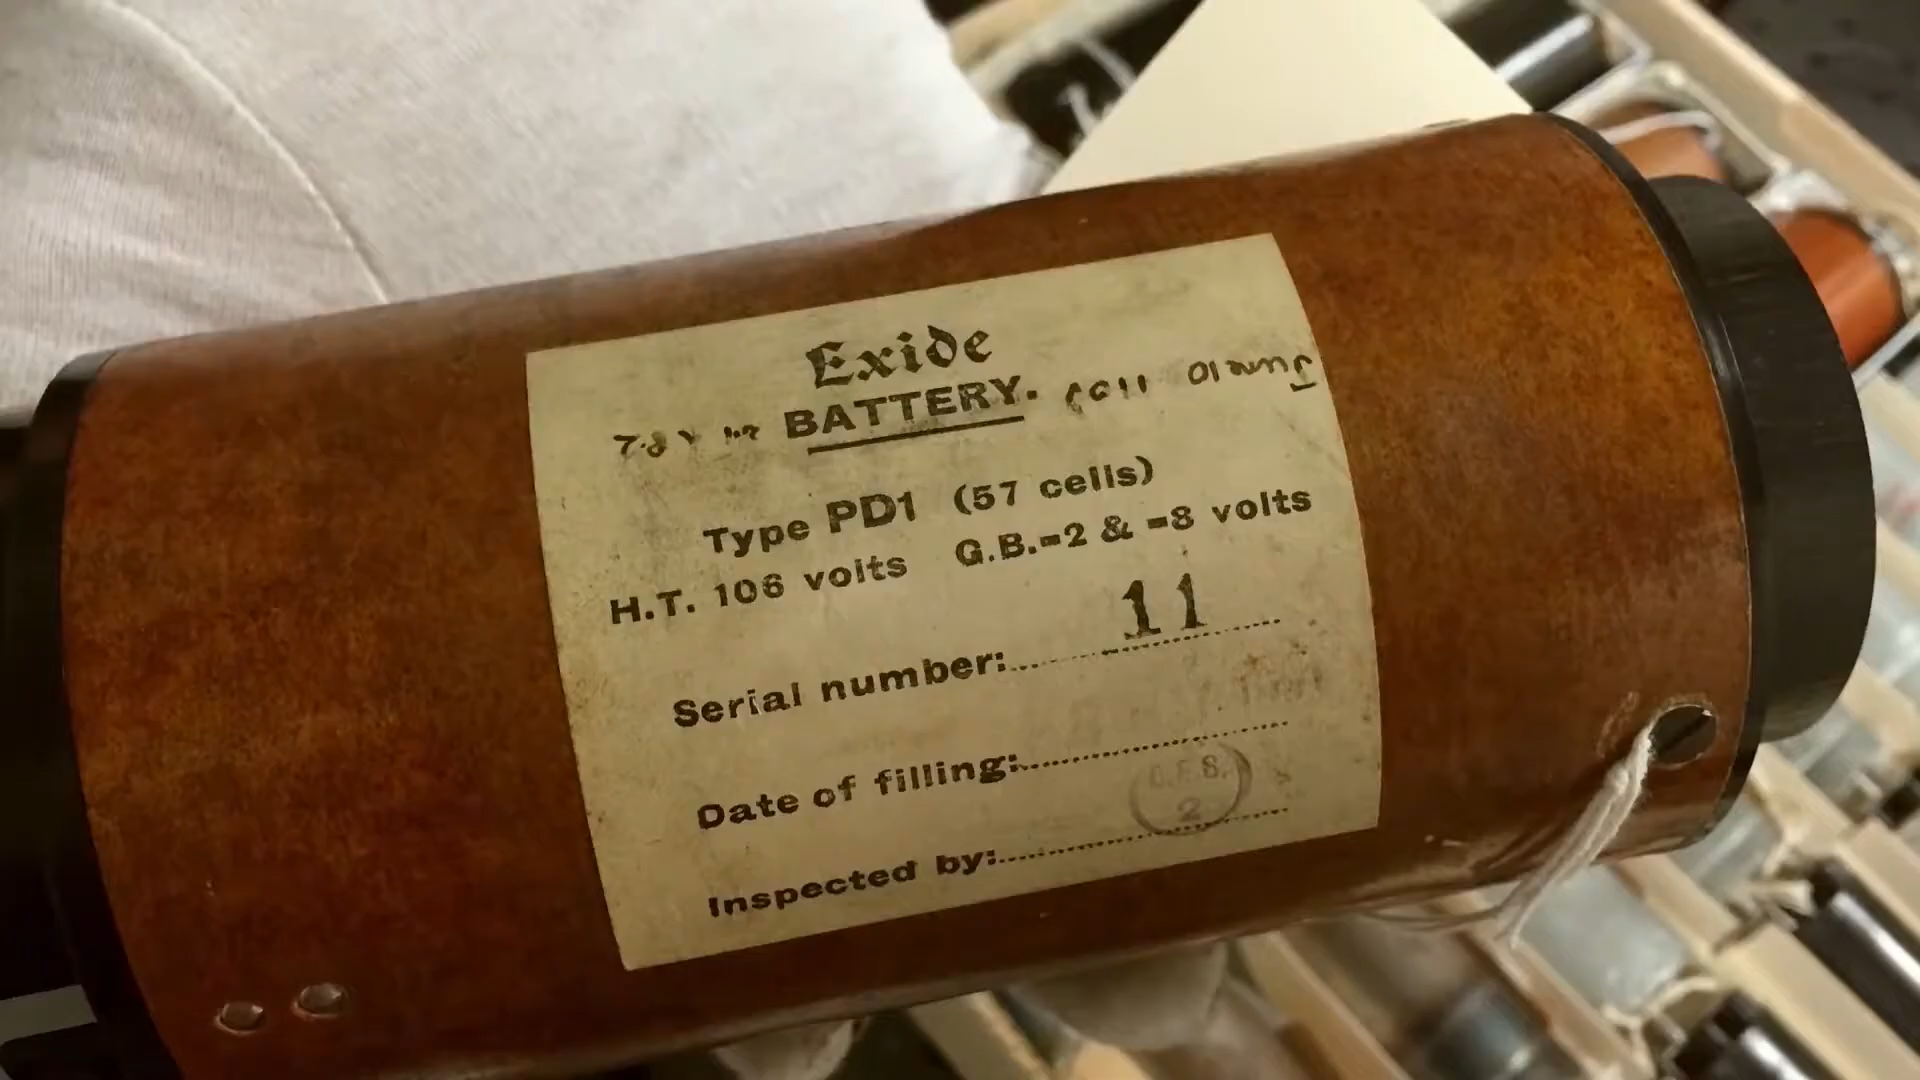 Exide
BATTERY.
Type PD1 (57 cells)
H.T. 106 volts G.B.=2 & =8 volts
Serial number: 11
Date of filling:
Inspected by:
2